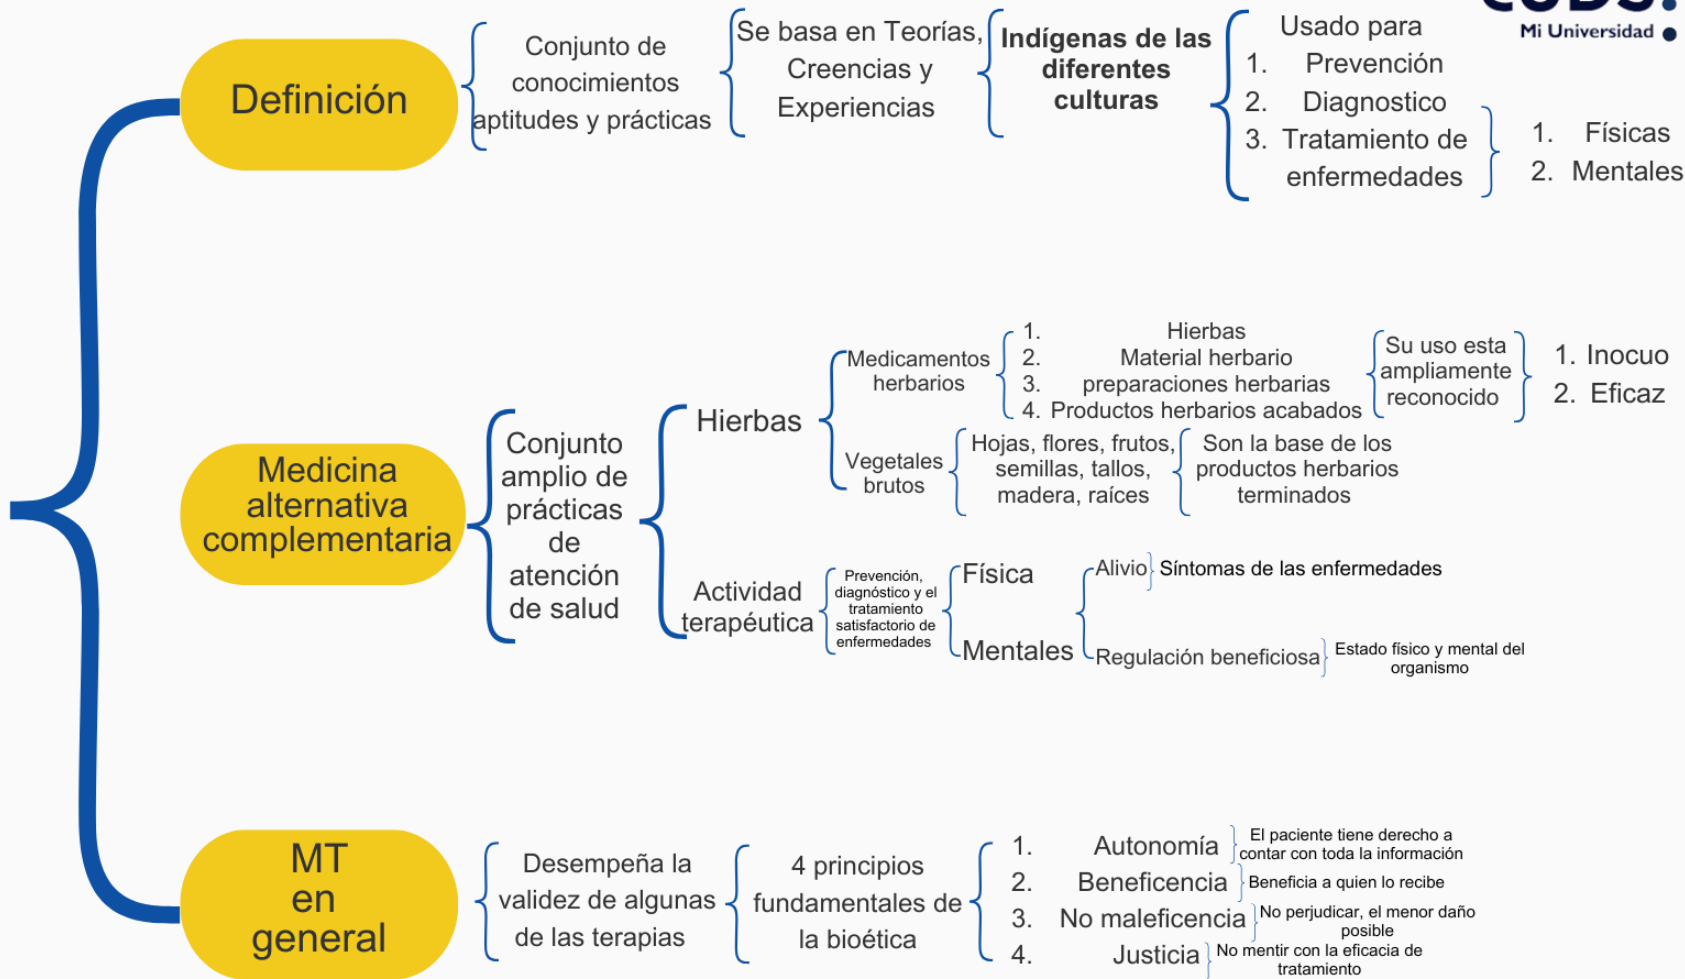 Mi Universidad
Definición
Conjunto de
conocimientos
aptitudes y prácticas
Se basa en Teorías,
Creencias y
Experiencias
Indígenas de las
diferentes
culturas
Usado para
1. Prevención
2. Diagnostico
3. Tratamiento de
enfermedades
1. Físicas
2. Mentales
Medicina
alternativa
complementaria
Conjunto
amplio de
prácticas
de
atención
de salud
Hierbas
Medicamentos
herbarios
1. Hierbas
2. Material herbario
3. preparaciones herbarias
4. Productos herbarios acabados
Su uso esta
ampliamente
reconocido
1. Inocuo
2. Eficaz
Vegetales
brutos
Hojas, flores, frutos,
semillas, tallos,
madera, raíces
Son la base de los
productos herbarios
terminados
Actividad
terapéutica
Prevención,
diagnóstico y el
tratamiento
satisfactorio de
enfermedades
Física
Mentales
Alivio
Síntomas de las enfermedades
Regulación beneficiosa
Estado físico y mental del
organismo
MT
en
general
Desempeña la
validez de algunas
de las terapias
4 principios
fundamentales de
la bioética
1. Autonomía
El paciente tiene derecho a
contar con toda la información
2. Beneficencia
Beneficia a quien lo recibe
3. No maleficencia
No perjudicar, el menor daño
posible
4. Justicia
No mentir con la eficacia de
tratamiento